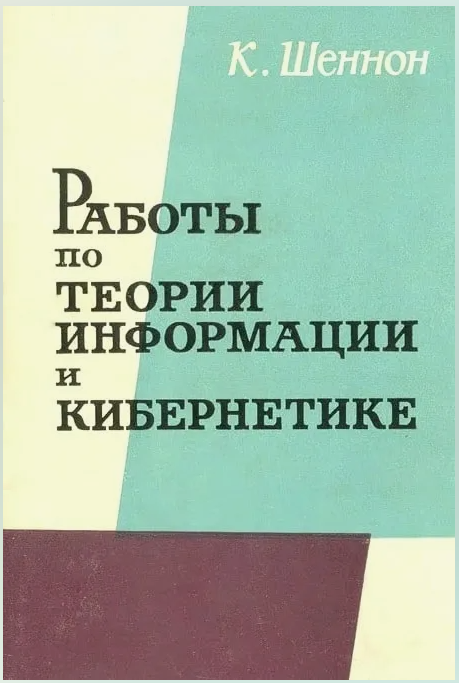 К. Шеннон
Работы
по
теории
информации
и
кибернетике